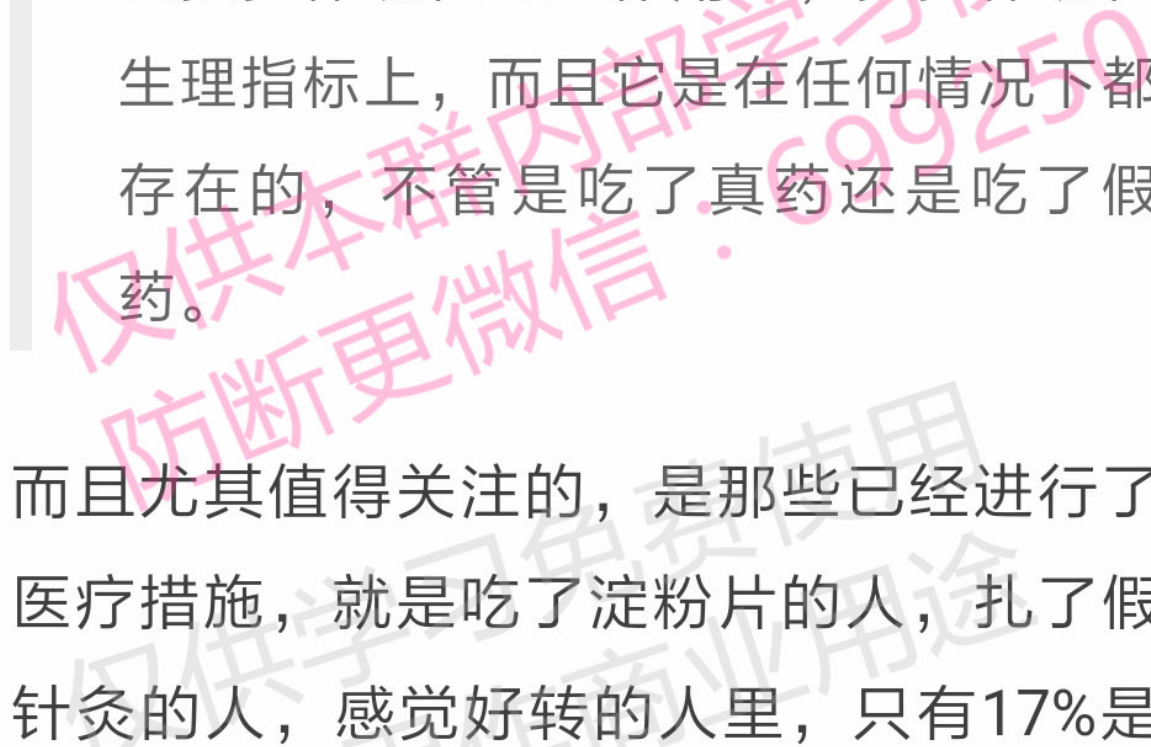 生理指标上，而且它是在任何情况下都
存在的，不管是吃了真药还是吃了假
药。
仅供本群内部学习
防断更微信：699250
而且尤其值得关注的，是那些已经进行了
医疗措施，就是吃了淀粉片的人，扎了假
针灸的人，感觉好转的人里，只有17%是
仅供学习免费使用
商业用途